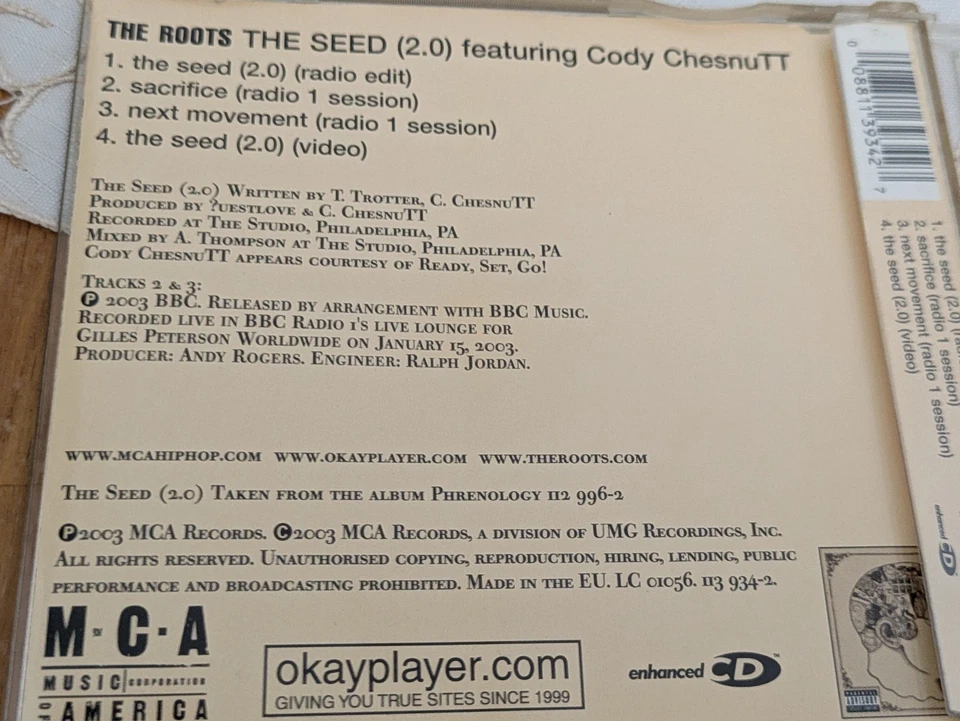 THE ROOTS THE SEED (2.0) featuring Cody ChesnuTT
1. the seed (2.0) (radio edit)
2. sacrifice (radio 1 session)
3. next movement (radio 1 session)
4. the seed (2.0) (video)
The Seed (2.0) Written by T. Trotter, C. ChesnuTT
Produced by ?uestlove & C. ChesnuTT
Recorded at The Studio, Philadelphia, PA
Mixed by A. Thompson at The Studio, Philadelphia, PA
Cody ChesnuTT appears courtesy of Ready, Set, Go!
Tracks 2 & 3:
℗ 2003 BBC. Released by arrangement with BBC Music.
Recorded live in BBC Radio 1's Live Lounge for
Gilles Peterson Worldwide on January 15, 2003.
Producer: Andy Rogers. Engineer: Ralph Jordan.
www.mcahiphop.com www.okayplayer.com www.theroots.com
The Seed (2.0) Taken from the album Phrenology 112 996-2
℗2003 MCA Records. ©2003 MCA Records, a division of UMG Recordings, Inc.
All rights reserved. Unauthorised copying, reproduction, hiring, lending, public
performance and broadcasting prohibited. Made in the EU. LC 01056. 113 934-2.
M·C·A
MUSIC CORPORATION
OF AMERICA
okayplayer.com
GIVING YOU TRUE SITES SINCE 1999
enhanced CD™
0 08811 39342 7
1. the seed (2.0)
2. sacrifice (radio 1 session)
3. next movement (radio 1 session)
4. the seed (2.0) (video)
enhanced CD
PARENTAL
ADVISORY